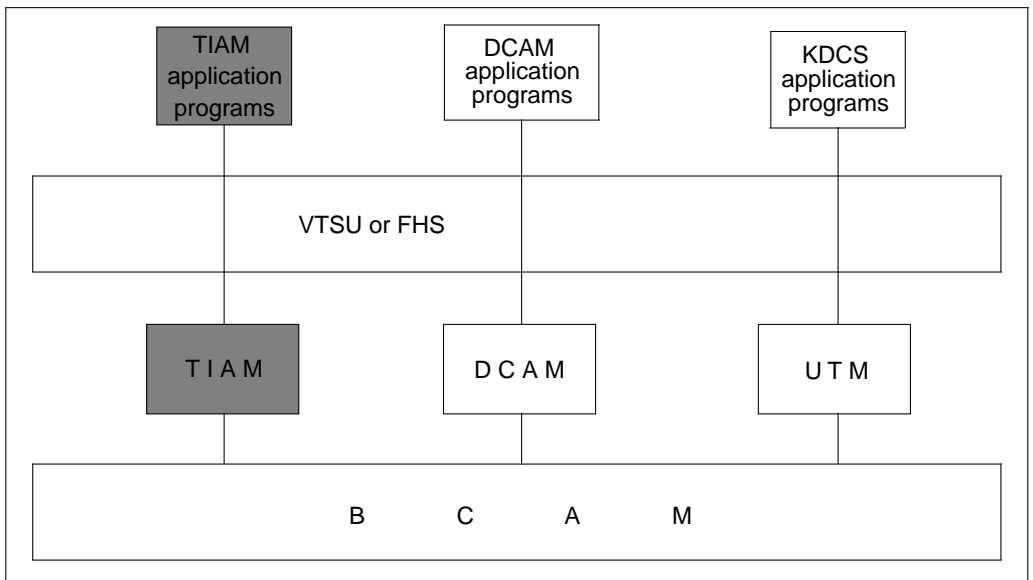 TIAM
application
programs
DCAM
application
programs
KDCS
application
programs
VTSU or FHS
T I A M
D C A M
U T M
B C A M